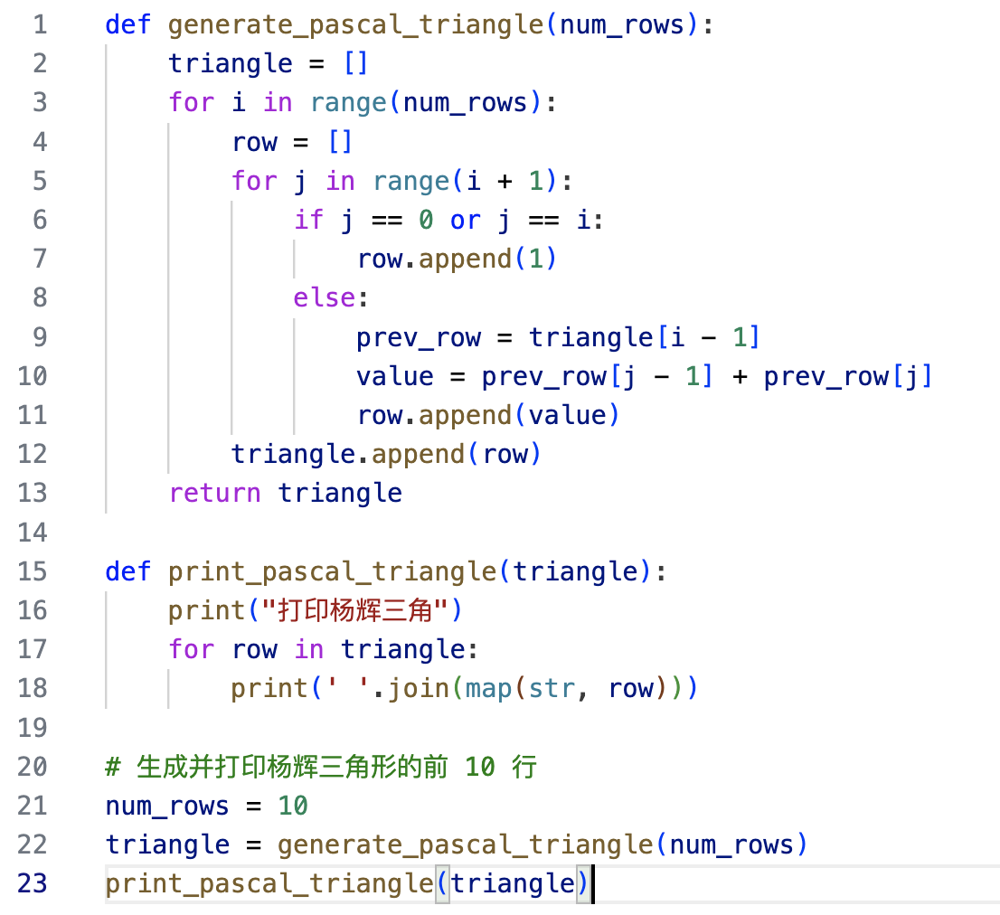 1 def generate_pascal_triangle(num_rows):
2     triangle = []
3     for i in range(num_rows):
4         row = []
5         for j in range(i + 1):
6             if j == 0 or j == i:
7                 row.append(1)
8             else:
9                 prev_row = triangle[i - 1]
10                 value = prev_row[j - 1] + prev_row[j]
11                 row.append(value)
12         triangle.append(row)
13     return triangle
14
15 def print_pascal_triangle(triangle):
16     print("打印杨辉三角")
17     for row in triangle:
18         print(' '.join(map(str, row)))
19
20 # 生成并打印杨辉三角形的前 10 行
21 num_rows = 10
22 triangle = generate_pascal_triangle(num_rows)
23 print_pascal_triangle(triangle)